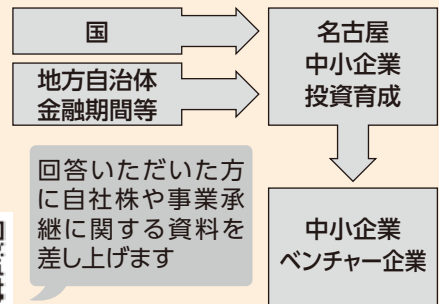 国
地方自治体
金融期間等
名古屋
中小企業
投資育成
回答いただいた方
に自社株や事業承
継に関する資料を
差し上げます
中小企業
ベンチャー企業